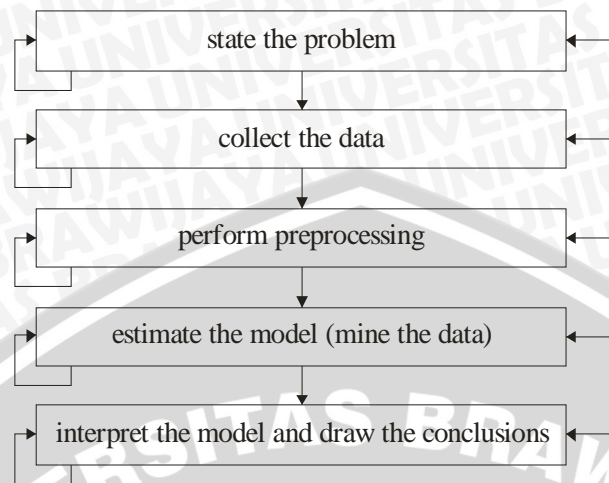 state the problem
collect the data
perform preprocessing
estimate the model (mine the data)
interpret the model and draw the conclusions